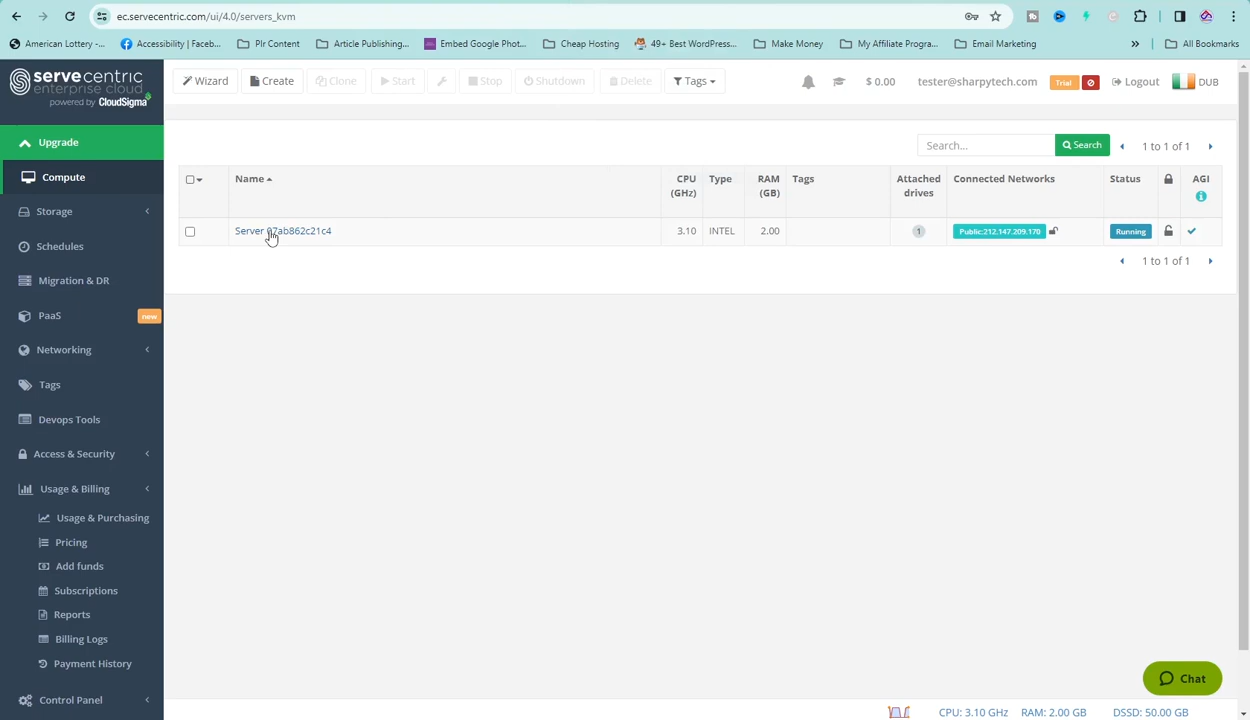 ec.servecentric.com/ui/4.0/servers_kvm
American Lottery -...
Accessibility | Faceb...
Plr Content
Article Publishing...
Embed Google Phot...
Cheap Hosting
49+ Best WordPress...
Make Money
My Affiliate Progra...
Email Marketing
»
All Bookmarks
servecentric
enterprise cloud
powered by CloudSigma
Wizard
Create
Clone
Start
Stop
Shutdown
Delete
Tags
$ 0.00
tester@sharpytech.com
Trial
Logout
DUB
Upgrade
Compute
Storage
Schedules
Migration & DR
PaaS
new
Networking
Tags
Devops Tools
Access & Security
Usage & Billing
Usage & Purchasing
Pricing
Add funds
Subscriptions
Reports
Billing Logs
Payment History
Control Panel
Search...
Search
1 to 1 of 1
Name
CPU (GHz)
Type
RAM (GB)
Tags
Attached drives
Connected Networks
Status
AGI
Server 07ab862c21c4
3.10
INTEL
2.00
1
Public:212.147.209.170
Running
1 to 1 of 1
Chat
CPU: 3.10 GHz
RAM: 2.00 GB
DSSD: 50.00 GB